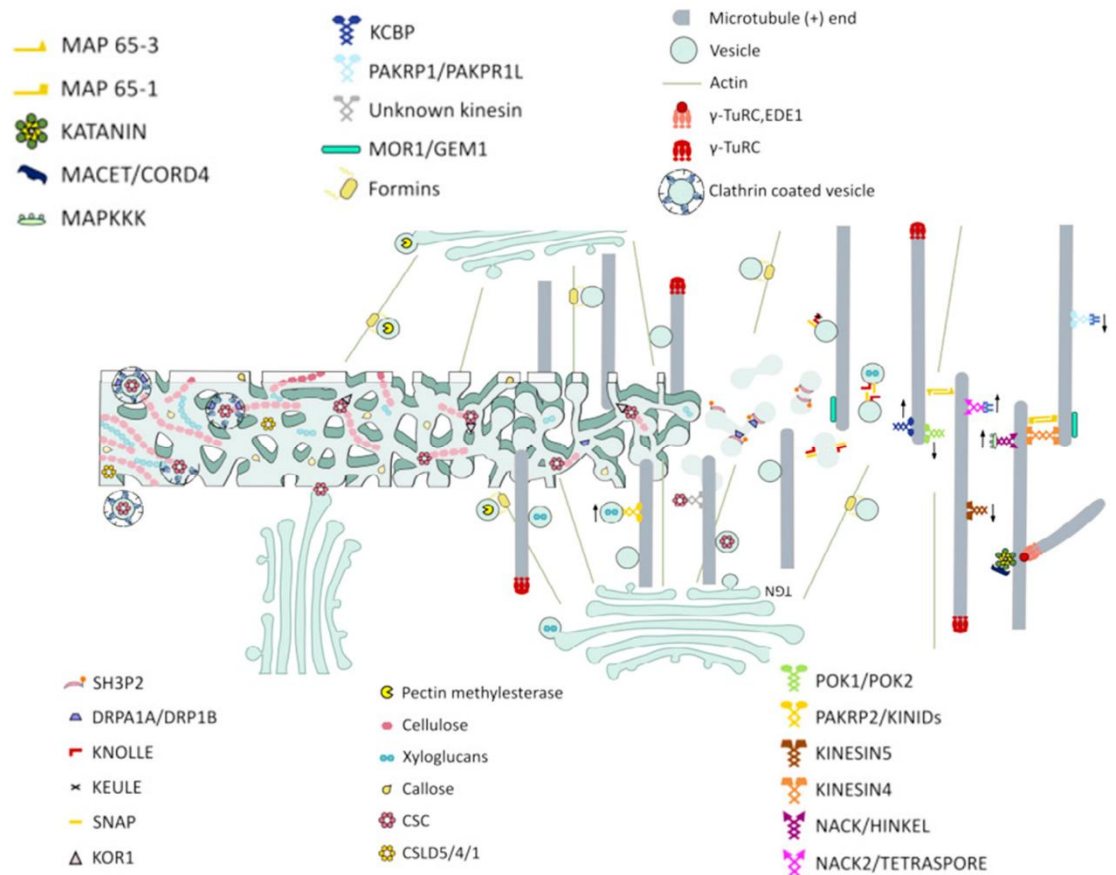 MAP 65-3
MAP 65-1
KATANIN
MACET/CORD4
MAPKKK
KCBP
PAKRP1/PAKPR1L
Unknown kinesin
MOR1/GEM1
Formins
Microtubule (+) end
Vesicle
Actin
γ-TuRC,EDE1
γ-TuRC
Clathrin coated vesicle
TGN
SH3P2
DRPA1A/DRP1B
KNOLLE
KEULE
SNAP
KOR1
Pectin methylesterase
Cellulose
Xyloglucans
Callose
CSC
CSLD5/4/1
POK1/POK2
PAKRP2/KINIDs
KINESIN5
KINESIN4
NACK/HINKEL
NACK2/TETRASPORE